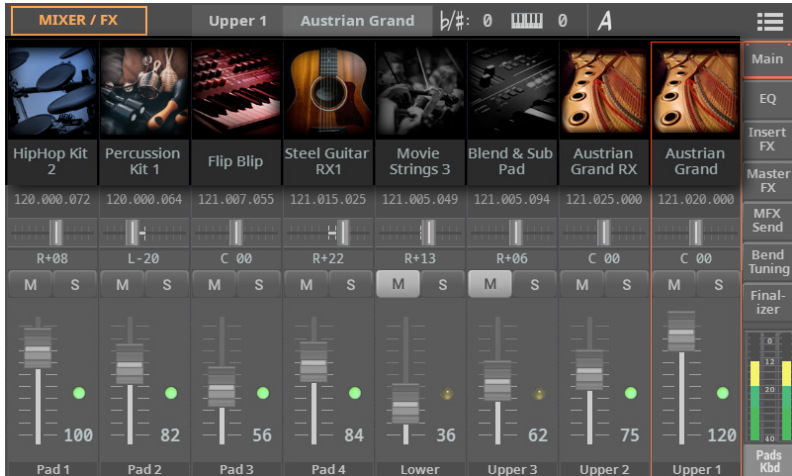 MIXER / FX Upper 1 Austrian Grand ♭/♯: 0 0 A
HipHop Kit 2 Percussion Kit 1 Flip Blip Steel Guitar RX1 Movie Strings 3 Blend & Sub Pad Austrian Grand RX Austrian Grand
120.000.072 120.000.064 121.007.055 121.015.025 121.005.049 121.005.094 121.025.000 121.020.000
R+08 L-20 C 00 R+22 R+13 R+06 C 00 C 00
M S M S M S M S M S M S M S M S
100 82 56 84 36 62 75 120
Pad 1 Pad 2 Pad 3 Pad 4 Lower Upper 3 Upper 2 Upper 1
Main
EQ
Insert
FX
Master
FX
MFX
Send
Bend
Tuning
Final-
izer
0
12
20
40
Pads
Kbd